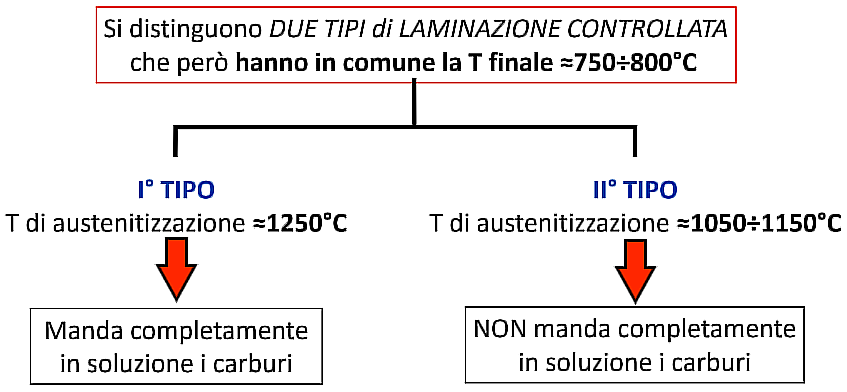 Si distinguono DUE TIPI di LAMINAZIONE CONTROLLATA
che però hanno in comune la T finale ≈750÷800°C
I° TIPO
T di austenitizzazione ≈1250°C
II° TIPO
T di austenitizzazione ≈1050÷1150°C
Manda completamente
in soluzione i carburi
NON manda completamente
in soluzione i carburi